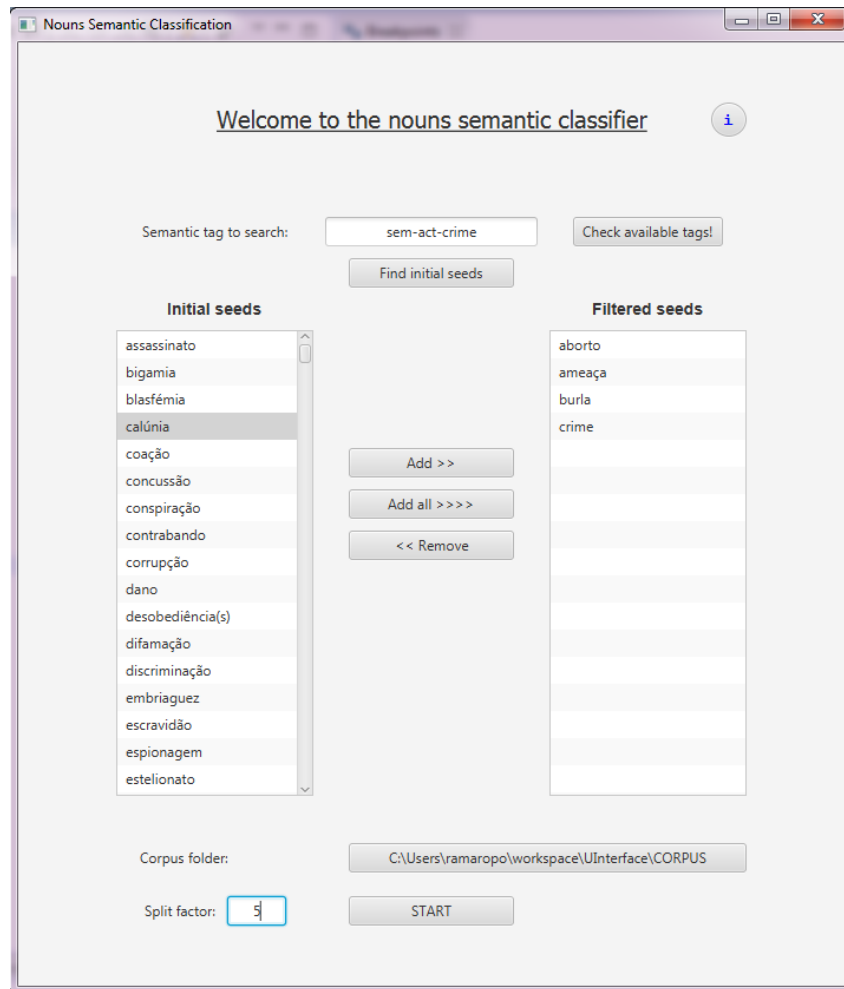 Nouns Semantic Classification
Breakpoints
Welcome to the nouns semantic classifier
i
Semantic tag to search: sem-act-crime Check available tags!
Find initial seeds
Initial seeds Filtered seeds
assassinato aborto
bigamia ameaça
blasfémia burla
calúnia crime
coação
Add >>
concussão
conspiração
Add all >>>>
contrabando
<< Remove
corrupção
dano
desobediência(s)
difamação
discriminação
embriaguez
escravidão
espionagem
estelionato
Corpus folder: C:\Users\ramaropo\workspace\UInterface\CORPUS
Split factor: 5 START